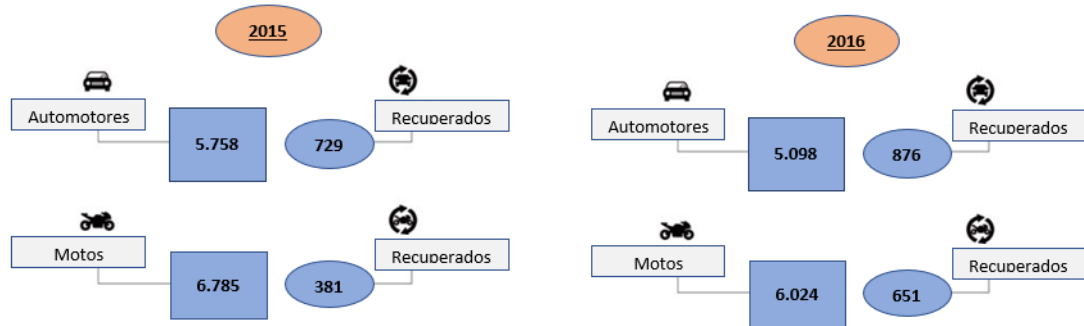 2015
Automotores
5.758
729
Recuperados
Motos
6.785
381
Recuperados
2016
Automotores
5.098
876
Recuperados
Motos
6.024
651
Recuperados